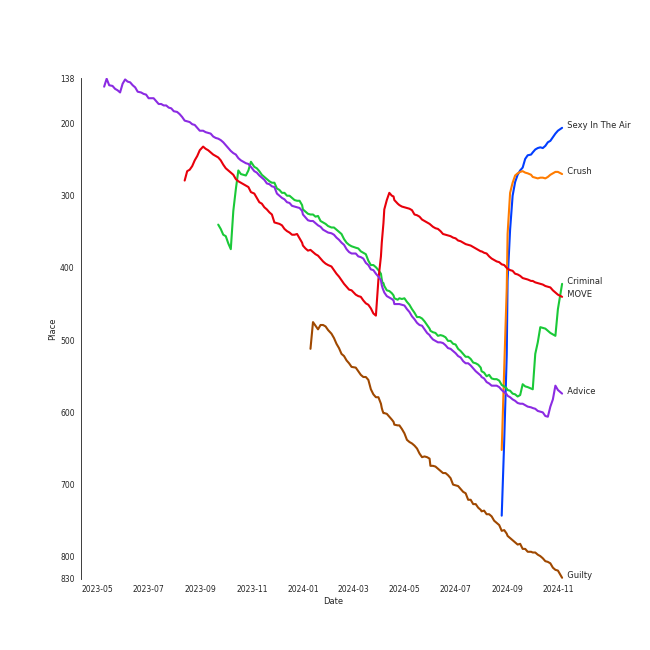 138
200
300
400
500
600
700
800
830
Place
2023-05 2023-07 2023-09 2023-11 2024-01 2024-03 2024-05 2024-07 2024-09 2024-11
Date
Sexy In The Air
Crush
Criminal
MOVE
Advice
Guilty